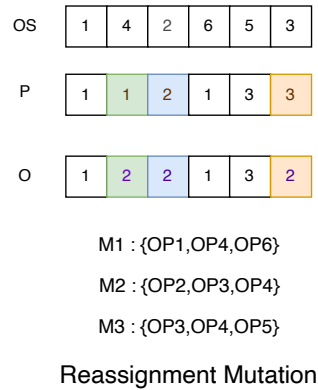 OS 1 4 2 6 5 3
P 1 1 2 1 3 3
O 1 2 2 1 3 2
M1 : {OP1,OP4,OP6}
M2 : {OP2,OP3,OP4}
M3 : {OP3,OP4,OP5}
Reassignment Mutation